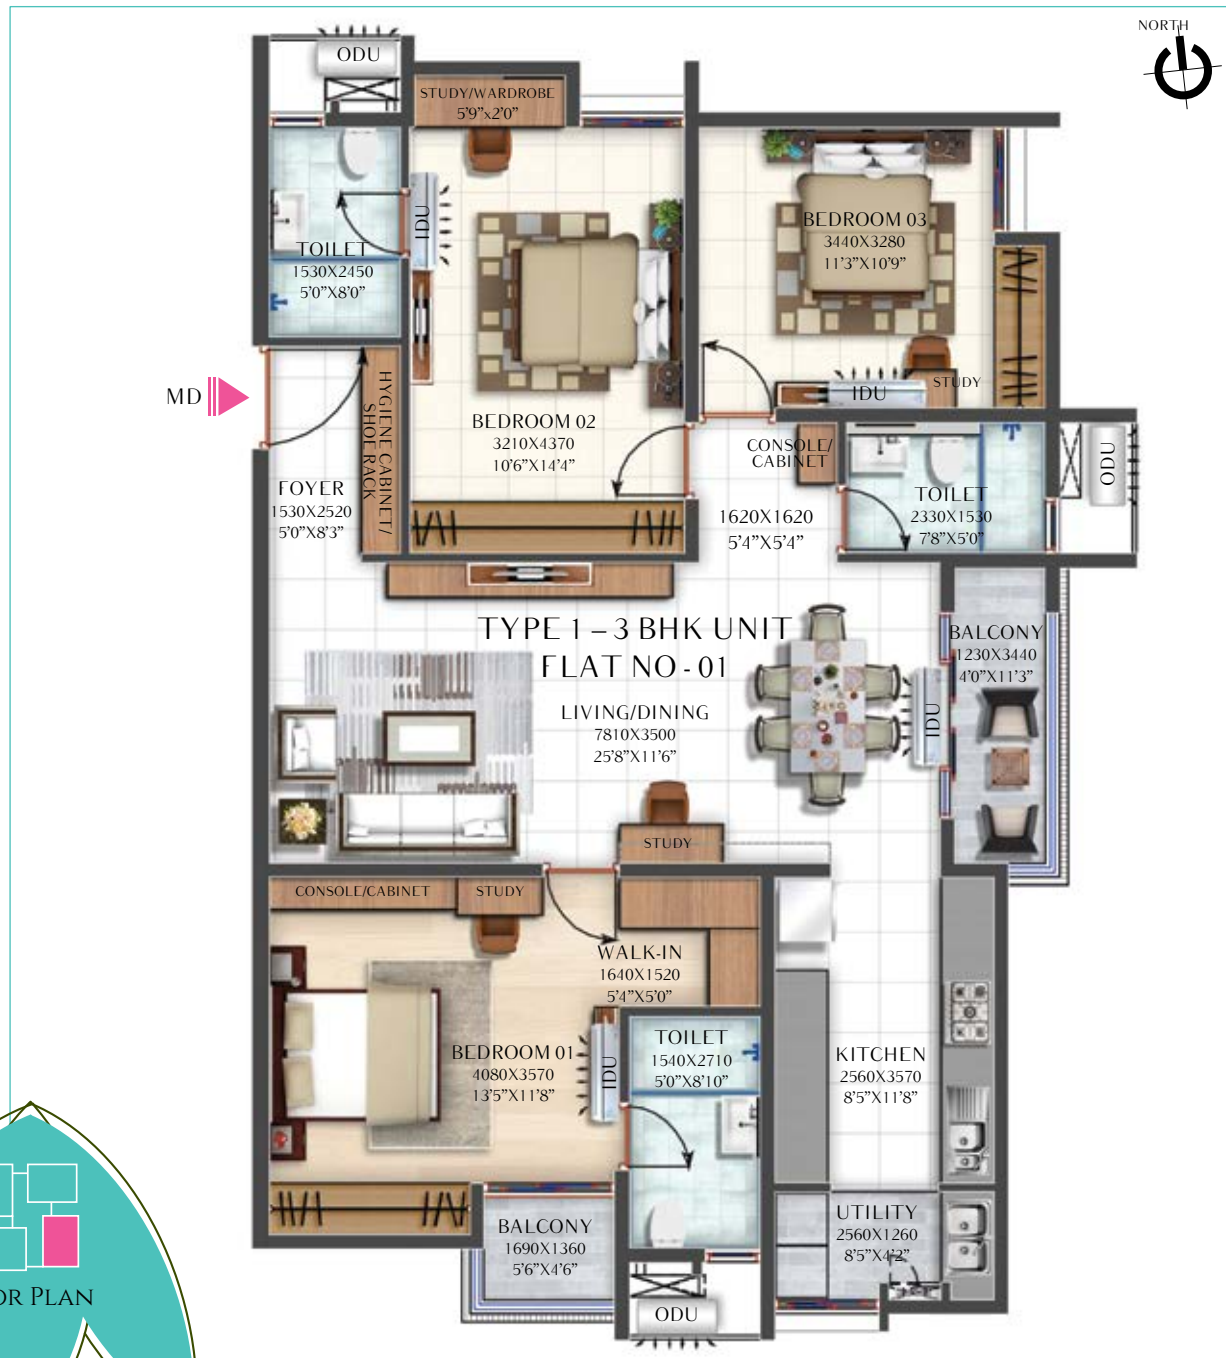 NORTH
ODU
STUDY/WARDROBE
5'9"x2'0"
TOILET
1530X2450
5'0"X8'0"
IDU
BEDROOM 03
3440X3280
11'3"X10'9"
IDU
STUDY
MD
HYGIENE CABINET/
SHOE RACK
BEDROOM 02
3210X4370
10'6"X14'4"
CONSOLE/
CABINET
ODU
FOYER
1530X2520
5'0"X8'3"
1620X1620
5'4"X5'4"
TOILET
2330X1530
7'8"X5'0"
TYPE 1 – 3 BHK UNIT
FLAT NO - 01
LIVING/DINING
7810X3500
25'8"X11'6"
BALCONY
1230X3440
4'0"X11'3"
IDU
STUDY
CONSOLE/CABINET
STUDY
WALK-IN
1640X1520
5'4"X5'0"
BEDROOM 01
4080X3570
13'5"X11'8"
IDU
TOILET
1540X2710
5'0"X8'10"
KITCHEN
2560X3570
8'5"X11'8"
BALCONY
1690X1360
5'6"X4'6"
UTILITY
2560X1260
8'5"X4'2"
ODU
OR PLAN